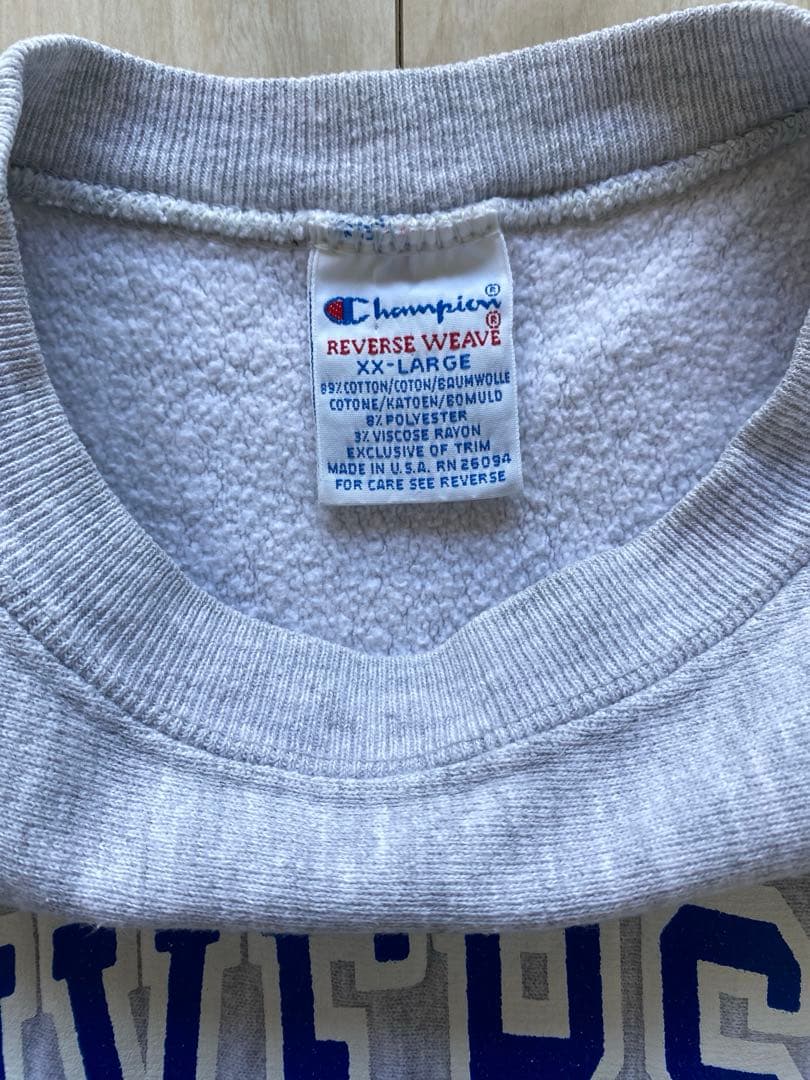 Champion®
REVERSE WEAVE®
XX-LARGE
89% COTTON/COTON/BAUMWOLLE
COTONE/KATOEN/BOMULD
8% POLYESTER
3% VISCOSE RAYON
EXCLUSIVE OF TRIM
MADE IN U.S.A. RN 26094
FOR CARE SEE REVERSE